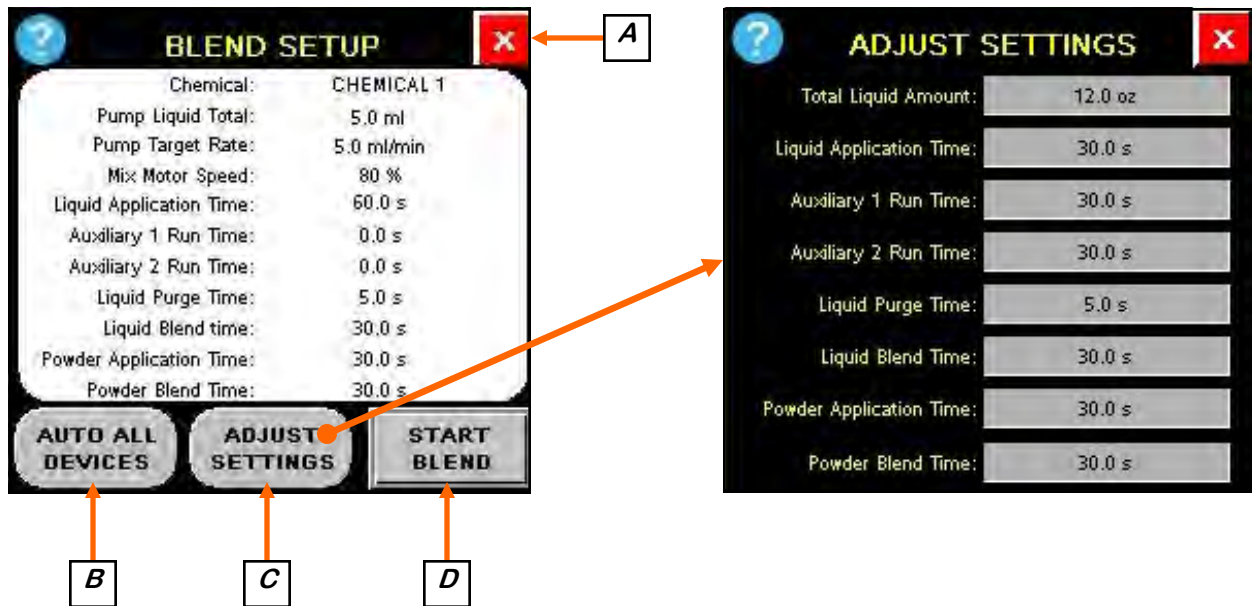 ?
BLEND SETUP
X
A
Chemical: CHEMICAL 1
Pump Liquid Total: 5.0 ml
Pump Target Rate: 5.0 ml/min
Mix Motor Speed: 80 %
Liquid Application Time: 60.0 s
Auxiliary 1 Run Time: 0.0 s
Auxiliary 2 Run Time: 0.0 s
Liquid Purge Time: 5.0 s
Liquid Blend time: 30.0 s
Powder Application Time: 30.0 s
Powder Blend Time: 30.0 s
AUTO ALL
DEVICES
ADJUST
SETTINGS
START
BLEND
B
C
D
?
ADJUST SETTINGS
X
Total Liquid Amount: 12.0 oz
Liquid Application Time: 30.0 s
Auxiliary 1 Run Time: 30.0 s
Auxiliary 2 Run Time: 30.0 s
Liquid Purge Time: 5.0 s
Liquid Blend Time: 30.0 s
Powder Application Time: 30.0 s
Powder Blend Time: 30.0 s